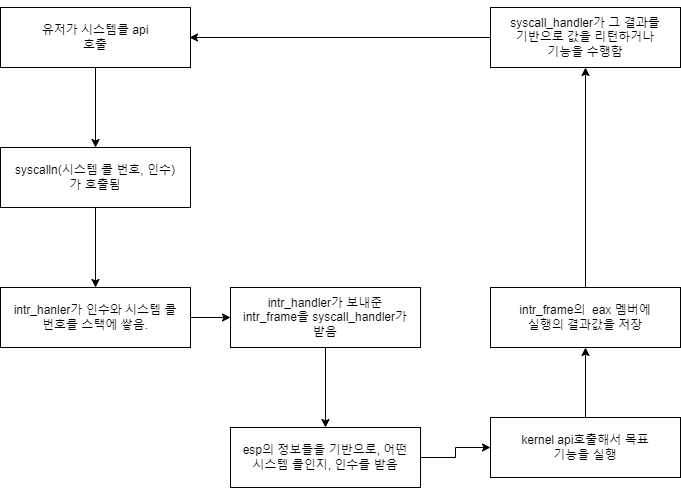 유저가 시스템콜 api
호출
syscalln(시스템 콜 번호, 인수)
가 호출됨
intr_hanler가 인수와 시스템 콜
번호를 스택에 쌓음.
intr_handler가 보내준
intr_frame을 syscall_handler가
받음
esp의 정보들을 기반으로, 어떤
시스템 콜인지, 인수를 받음
kernel api호출해서 목표
기능을 실행
intr_frame의  eax 멤버에
실행의 결과값을 저장
syscall_handler가 그 결과를
기반으로 값을 리턴하거나
기능을 수행함